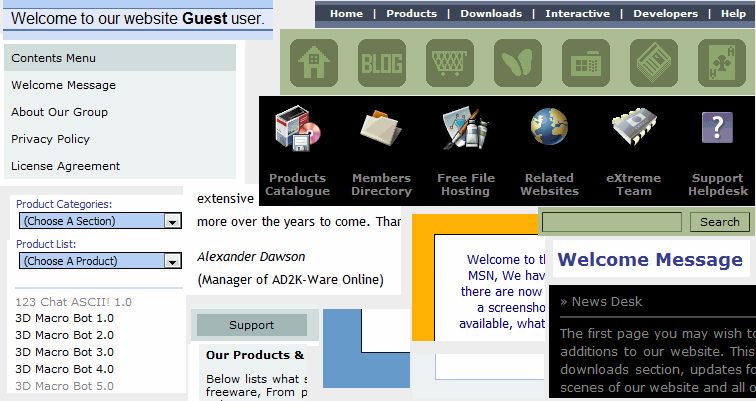 Welcome to our website Guest user.
Home | Products | Downloads | Interactive | Developers | Help
Contents Menu
Welcome Message
About Our Group
Privacy Policy
License Agreement
BLOG
H
H
Products Catalogue
Members Directory
Free File Hosting
Related Websites
eXtreme Team
Support Helpdesk
?
Product Categories:
(Choose A Section)
Product List:
(Choose A Product)
123 Chat ASCII! 1.0
3D Macro Bot 1.0
3D Macro Bot 2.0
3D Macro Bot 3.0
3D Macro Bot 4.0
3D Macro Bot 5.0
extensive
more over the years to come. Than
Alexander Dawson
(Manager of AD2K-Ware Online)
Support
Our Products &
Below lists what s
freeware, From p
Welcome to th
MSN, We hav
there are now
a screensho
available, what
Search
Welcome Message
» News Desk
The first page you may wish to
additions to our website. This
downloads section, updates fo
scenes of our website and all o